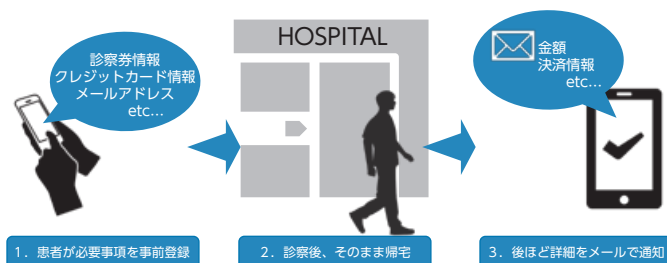 診察券情報
クレジットカード情報
メールアドレス
etc...
HOSPITAL
金額
決済情報
etc...
1．患者が必要事項を事前登録
2．診察後、そのまま帰宅
3．後ほど詳細をメールで通知